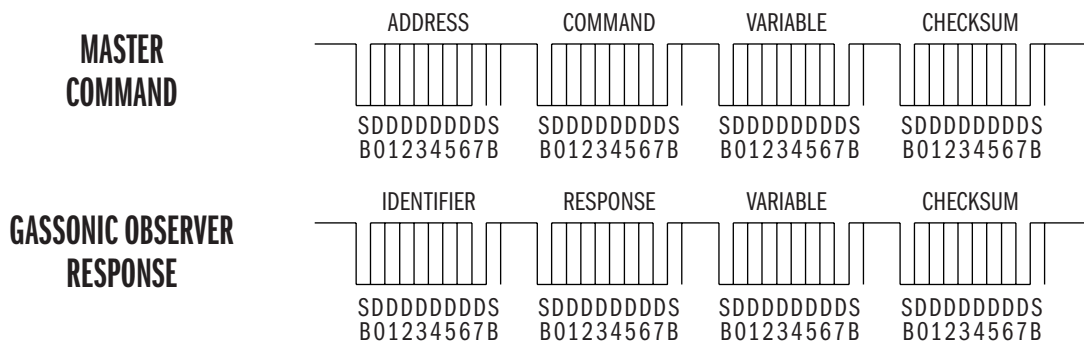 MASTER
COMMAND
ADDRESS COMMAND VARIABLE CHECKSUM
SDDDDDDDDS SDDDDDDDDS SDDDDDDDDS SDDDDDDDDS
B01234567B B01234567B B01234567B B01234567B
GASSONIC OBSERVER
RESPONSE
IDENTIFIER RESPONSE VARIABLE CHECKSUM
SDDDDDDDDS SDDDDDDDDS SDDDDDDDDS SDDDDDDDDS
B01234567B B01234567B B01234567B B01234567B